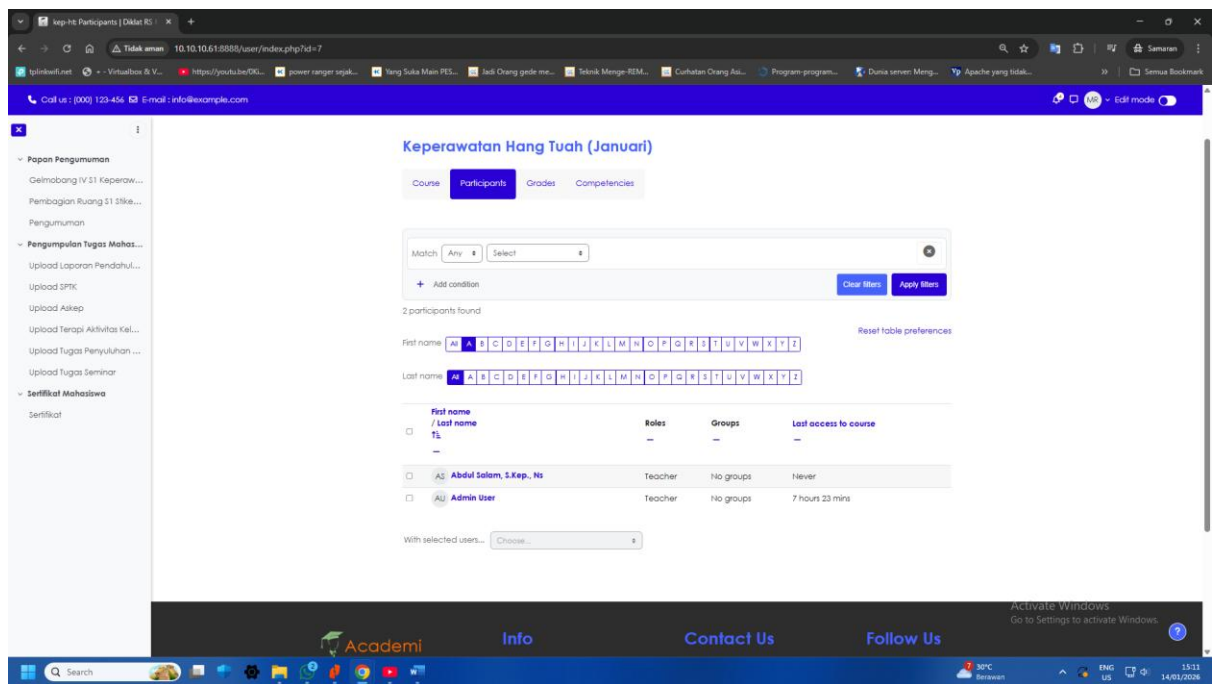 kep-ht: Participants | Diklat RS
Tidak aman 10.10.10.61:8888/user/index.php?id=7 Samaran
tplinkwifi.net + - Virtualbox & V... https://youtu.be/DKi... power ranger sejak... Yang Suka Main PES... Jadi Orang gede me... Teknik Menge-REM... Curhatan Orang Asi... Program-program... Dunia server: Meng... Yp Apache yang tidak... » Semua Bookmark
Call us : (000) 123-456 E-mail : info@example.com MR Edit mode
Papan Pengumuman
Gelmobang IV S1 Keperaw...
Pembagian Ruang S1 Stike...
Pengumuman
Pengumpulan Tugas Mahas...
Upload Laporan Pendahul...
Upload SPTK
Upload Askep
Upload Terapi Aktivitas Kel...
Upload Tugas Penyuluhan ...
Upload Tugas Seminar
Sertifikat Mahasiswa
Sertifikat
Keperawatan Hang Tuah (Januari)
Course Participants Grades Competencies
Match Any Select
+ Add condition Clear filters Apply filters
2 participants found
Reset table preferences
First name All A B C D E F G H I J K L M N O P Q R S T U V W X Y Z
Last name All A B C D E F G H I J K L M N O P Q R S T U V W X Y Z
First name
/ Last name Roles Groups Last access to course
AS Abdul Salam, S.Kep., Ns Teacher No groups Never
AU Admin User Teacher No groups 7 hours 23 mins
With selected users... Choose...
Activate Windows
Go to Settings to activate Windows.
Academi Info Contact Us Follow Us
Search 7 30°C ENG 15:11
Berawan US 14/01/2026